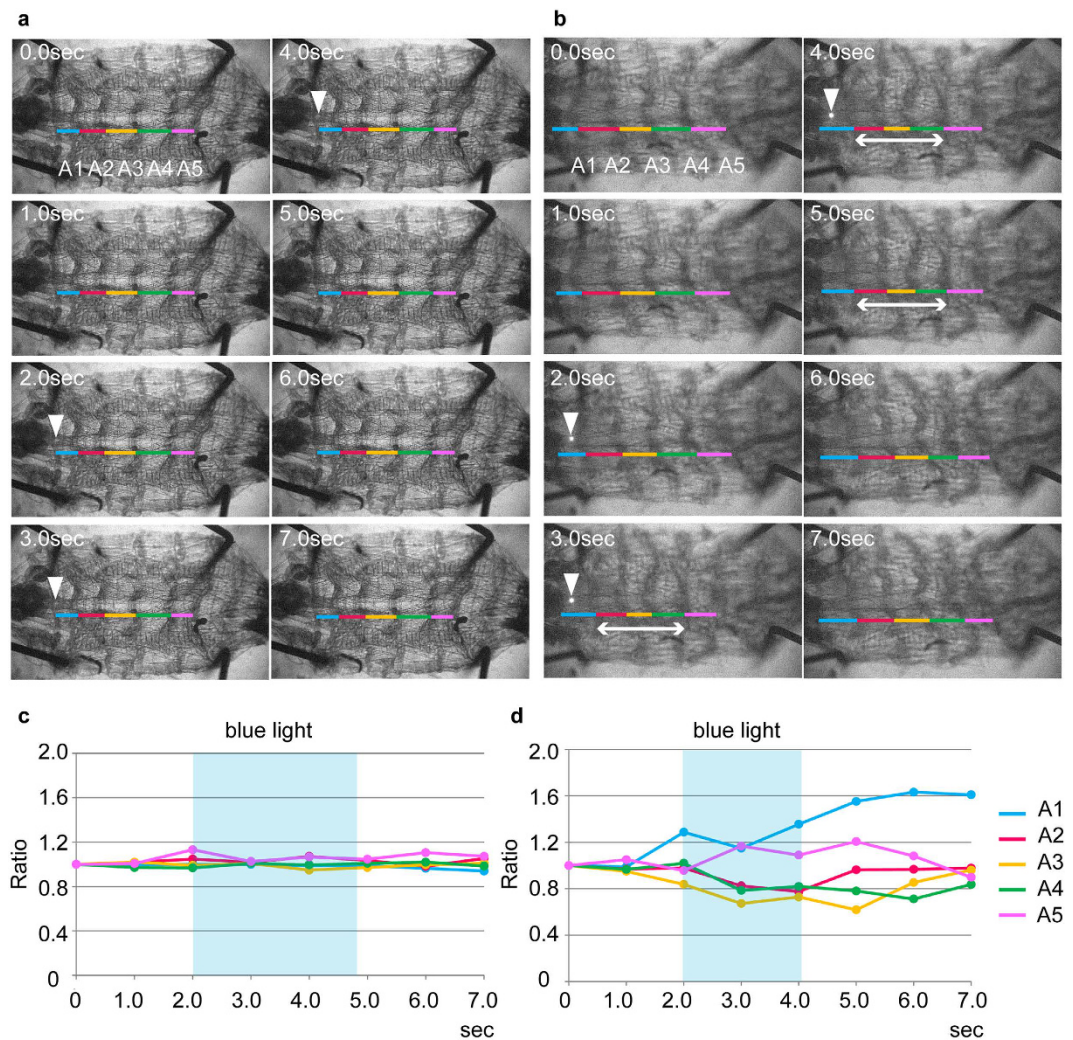 a
0.0sec
4.0sec
A1 A2 A3 A4 A5
1.0sec
5.0sec
2.0sec
6.0sec
3.0sec
7.0sec
b
0.0sec
4.0sec
A1 A2 A3 A4 A5
1.0sec
5.0sec
2.0sec
6.0sec
3.0sec
7.0sec
c
blue light
2.0
1.6
1.2
0.8
0.4
0
Ratio
0 1.0 2.0 3.0 4.0 5.0 6.0 7.0
sec
d
blue light
2.0
1.6
1.2
0.8
0.4
0
Ratio
0 1.0 2.0 3.0 4.0 5.0 6.0 7.0
sec
A1
A2
A3
A4
A5